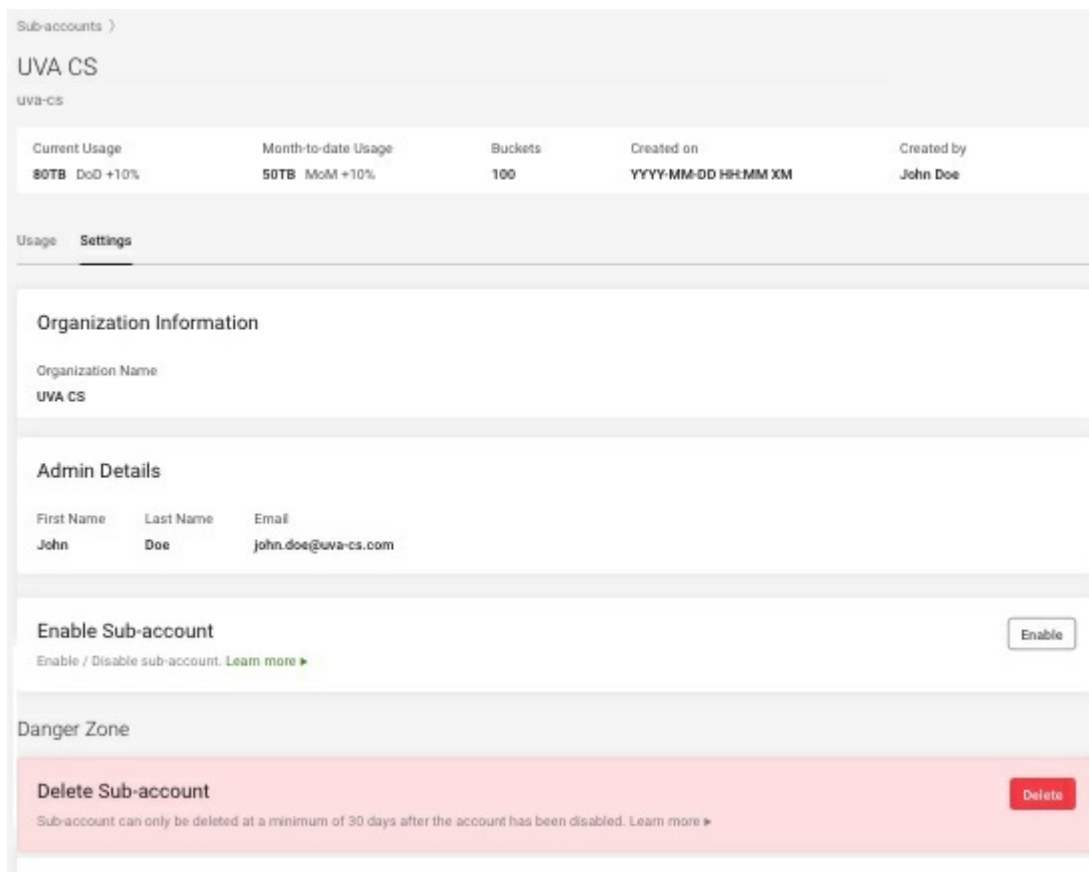 Sub-accounts 〉
UVA CS
uva-cs
Current Usage Month-to-date Usage Buckets Created on Created by
80TB DoD +10% 50TB MoM +10% 100 YYYY-MM-DD HH:MM XM John Doe
Usage Settings
Organization Information
Organization Name
UVA CS
Admin Details
First Name Last Name Email
John Doe john.doe@uva-cs.com
Enable Sub-account Enable
Enable / Disable sub-account. Learn more ▸
Danger Zone
Delete Sub-account Delete
Sub-account can only be deleted at a minimum of 30 days after the account has been disabled. Learn more ▸